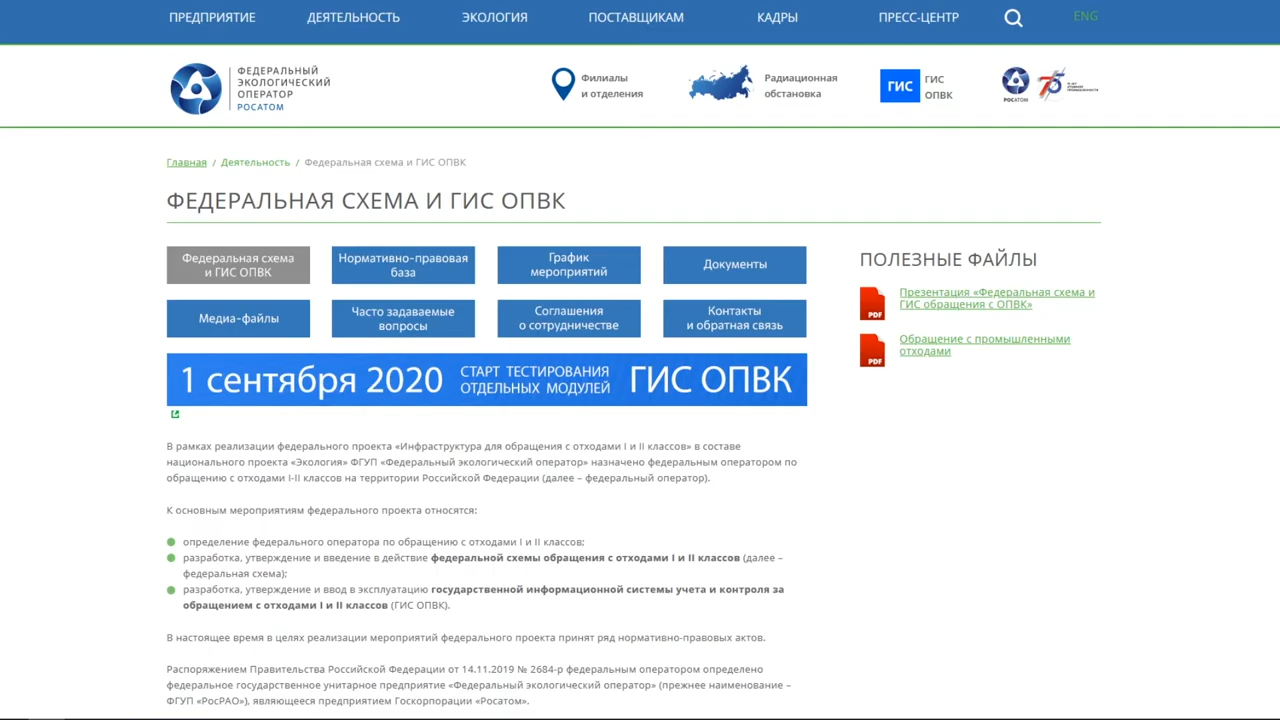 ПРЕДПРИЯТИЕ ДЕЯТЕЛЬНОСТЬ ЭКОЛОГИЯ ПОСТАВЩИКАМ КАДРЫ ПРЕСС-ЦЕНТР ENG
ФЕДЕРАЛЬНЫЙ
ЭКОЛОГИЧЕСКИЙ
ОПЕРАТОР
РОСАТОМ
Филиалы
и отделения
Радиационная
обстановка
ГИС
ГИС
ОПВК
РОСАТОМ
75
Главная / Деятельность / Федеральная схема и ГИС ОПВК
ФЕДЕРАЛЬНАЯ СХЕМА И ГИС ОПВК
Федеральная схема
и ГИС ОПВК
Нормативно-правовая
база
График
мероприятий
Документы
Медиа-файлы
Часто задаваемые
вопросы
Соглашения
о сотрудничестве
Контакты
и обратная связь
1 сентября 2020 СТАРТ ТЕСТИРОВАНИЯ
ОТДЕЛЬНЫХ МОДУЛЕЙ ГИС ОПВК
В рамках реализации федерального проекта «Инфраструктура для обращения с отходами I и II классов» в составе
национального проекта «Экология» ФГУП «Федеральный экологический оператор» назначено федеральным оператором по
обращению с отходами I-II классов на территории Российской Федерации (далее – федеральный оператор).
К основным мероприятиям федерального проекта относятся:
определение федерального оператора по обращению с отходами I и II классов;
разработка, утверждение и введение в действие федеральной схемы обращения с отходами I и II классов (далее –
федеральная схема);
разработка, утверждение и ввод в эксплуатацию государственной информационной системы учета и контроля за
обращением с отходами I и II классов (ГИС ОПВК).
В настоящее время в целях реализации мероприятий федерального проекта принят ряд нормативно-правовых актов.
Распоряжением Правительства Российской Федерации от 14.11.2019 № 2684-р федеральным оператором определено
федеральное государственное унитарное предприятие «Федеральный экологический оператор» (прежнее наименование –
ФГУП «РосРАО»), являющееся предприятием Госкорпорации «Росатом».
ПОЛЕЗНЫЕ ФАЙЛЫ
PDF
Презентация «Федеральная схема и
ГИС обращения с ОПВК»
PDF
Обращение с промышленными
отходами